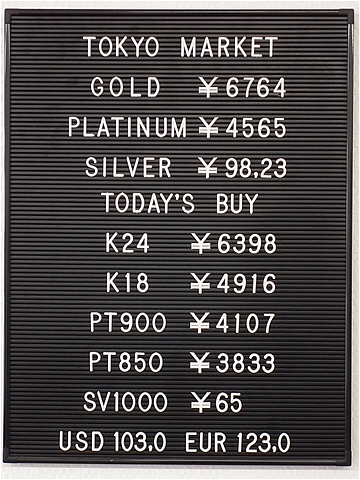 TOKYO MARKET
GOLD ¥6764
PLATINUM ¥4565
SILVER ¥98,23
TODAY'S BUY
K24 ¥6398
K18 ¥4916
PT900 ¥4107
PT850 ¥3833
SV1000 ¥65
USD 103,0 EUR 123,0